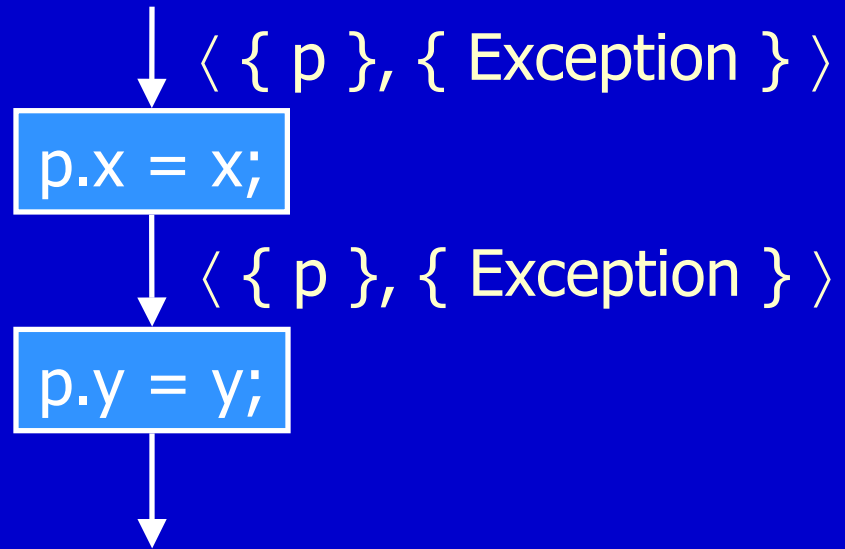 〈 { p }, { Exception } 〉
p.x = x;
〈 { p }, { Exception } 〉
p.y = y;